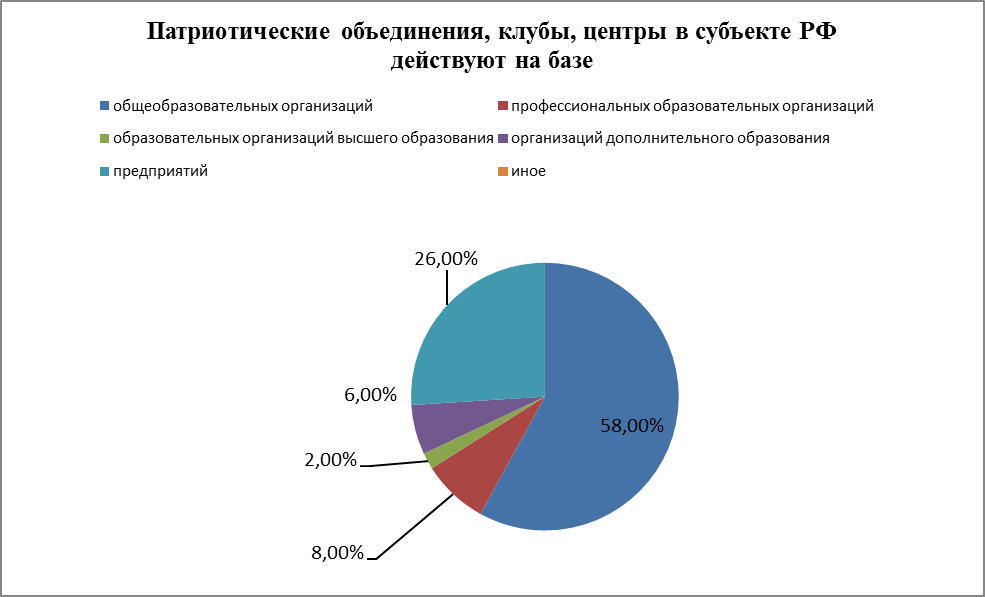 Патриотические объединения, клубы, центры в субъекте РФ
действуют на базе
общеобразовательных организаций
профессиональных образовательных организаций
образовательных организаций высшего образования
организаций дополнительного образования
предприятий
иное
26,00%
6,00%
58,00%
2,00%
8,00%